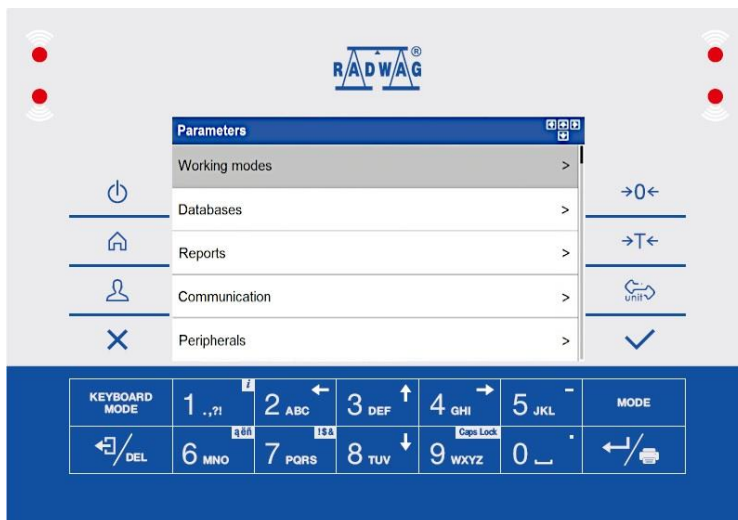 RADWAG®
Parameters
Working modes >
Databases >
Reports >
Communication >
Peripherals >
→0←
→T←
unit
KEYBOARD MODE
1 .,?! i
2 ABC
3 DEF
4 GHI
5 JKL -
MODE
/DEL
6 MNO ąëñ
7 PQRS !$&
8 TUV
9 WXYZ Caps Lock
0 .